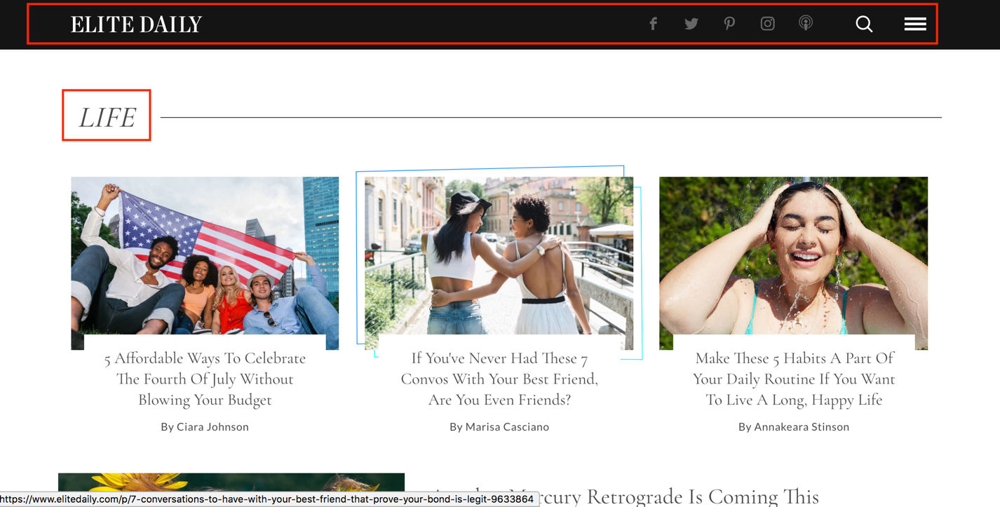 ELITE DAILY
LIFE
5 Affordable Ways To Celebrate
The Fourth Of July Without
Blowing Your Budget
By Ciara Johnson
If You've Never Had These 7
Convos With Your Best Friend,
Are You Even Friends?
By Marisa Casciano
Make These 5 Habits A Part Of
Your Daily Routine If You Want
To Live A Long, Happy Life
By Annakeara Stinson
Retrograde Is Coming This
https://www.elitedaily.com/p/7-conversations-to-have-with-your-best-friend-that-prove-your-bond-is-legit-9633864